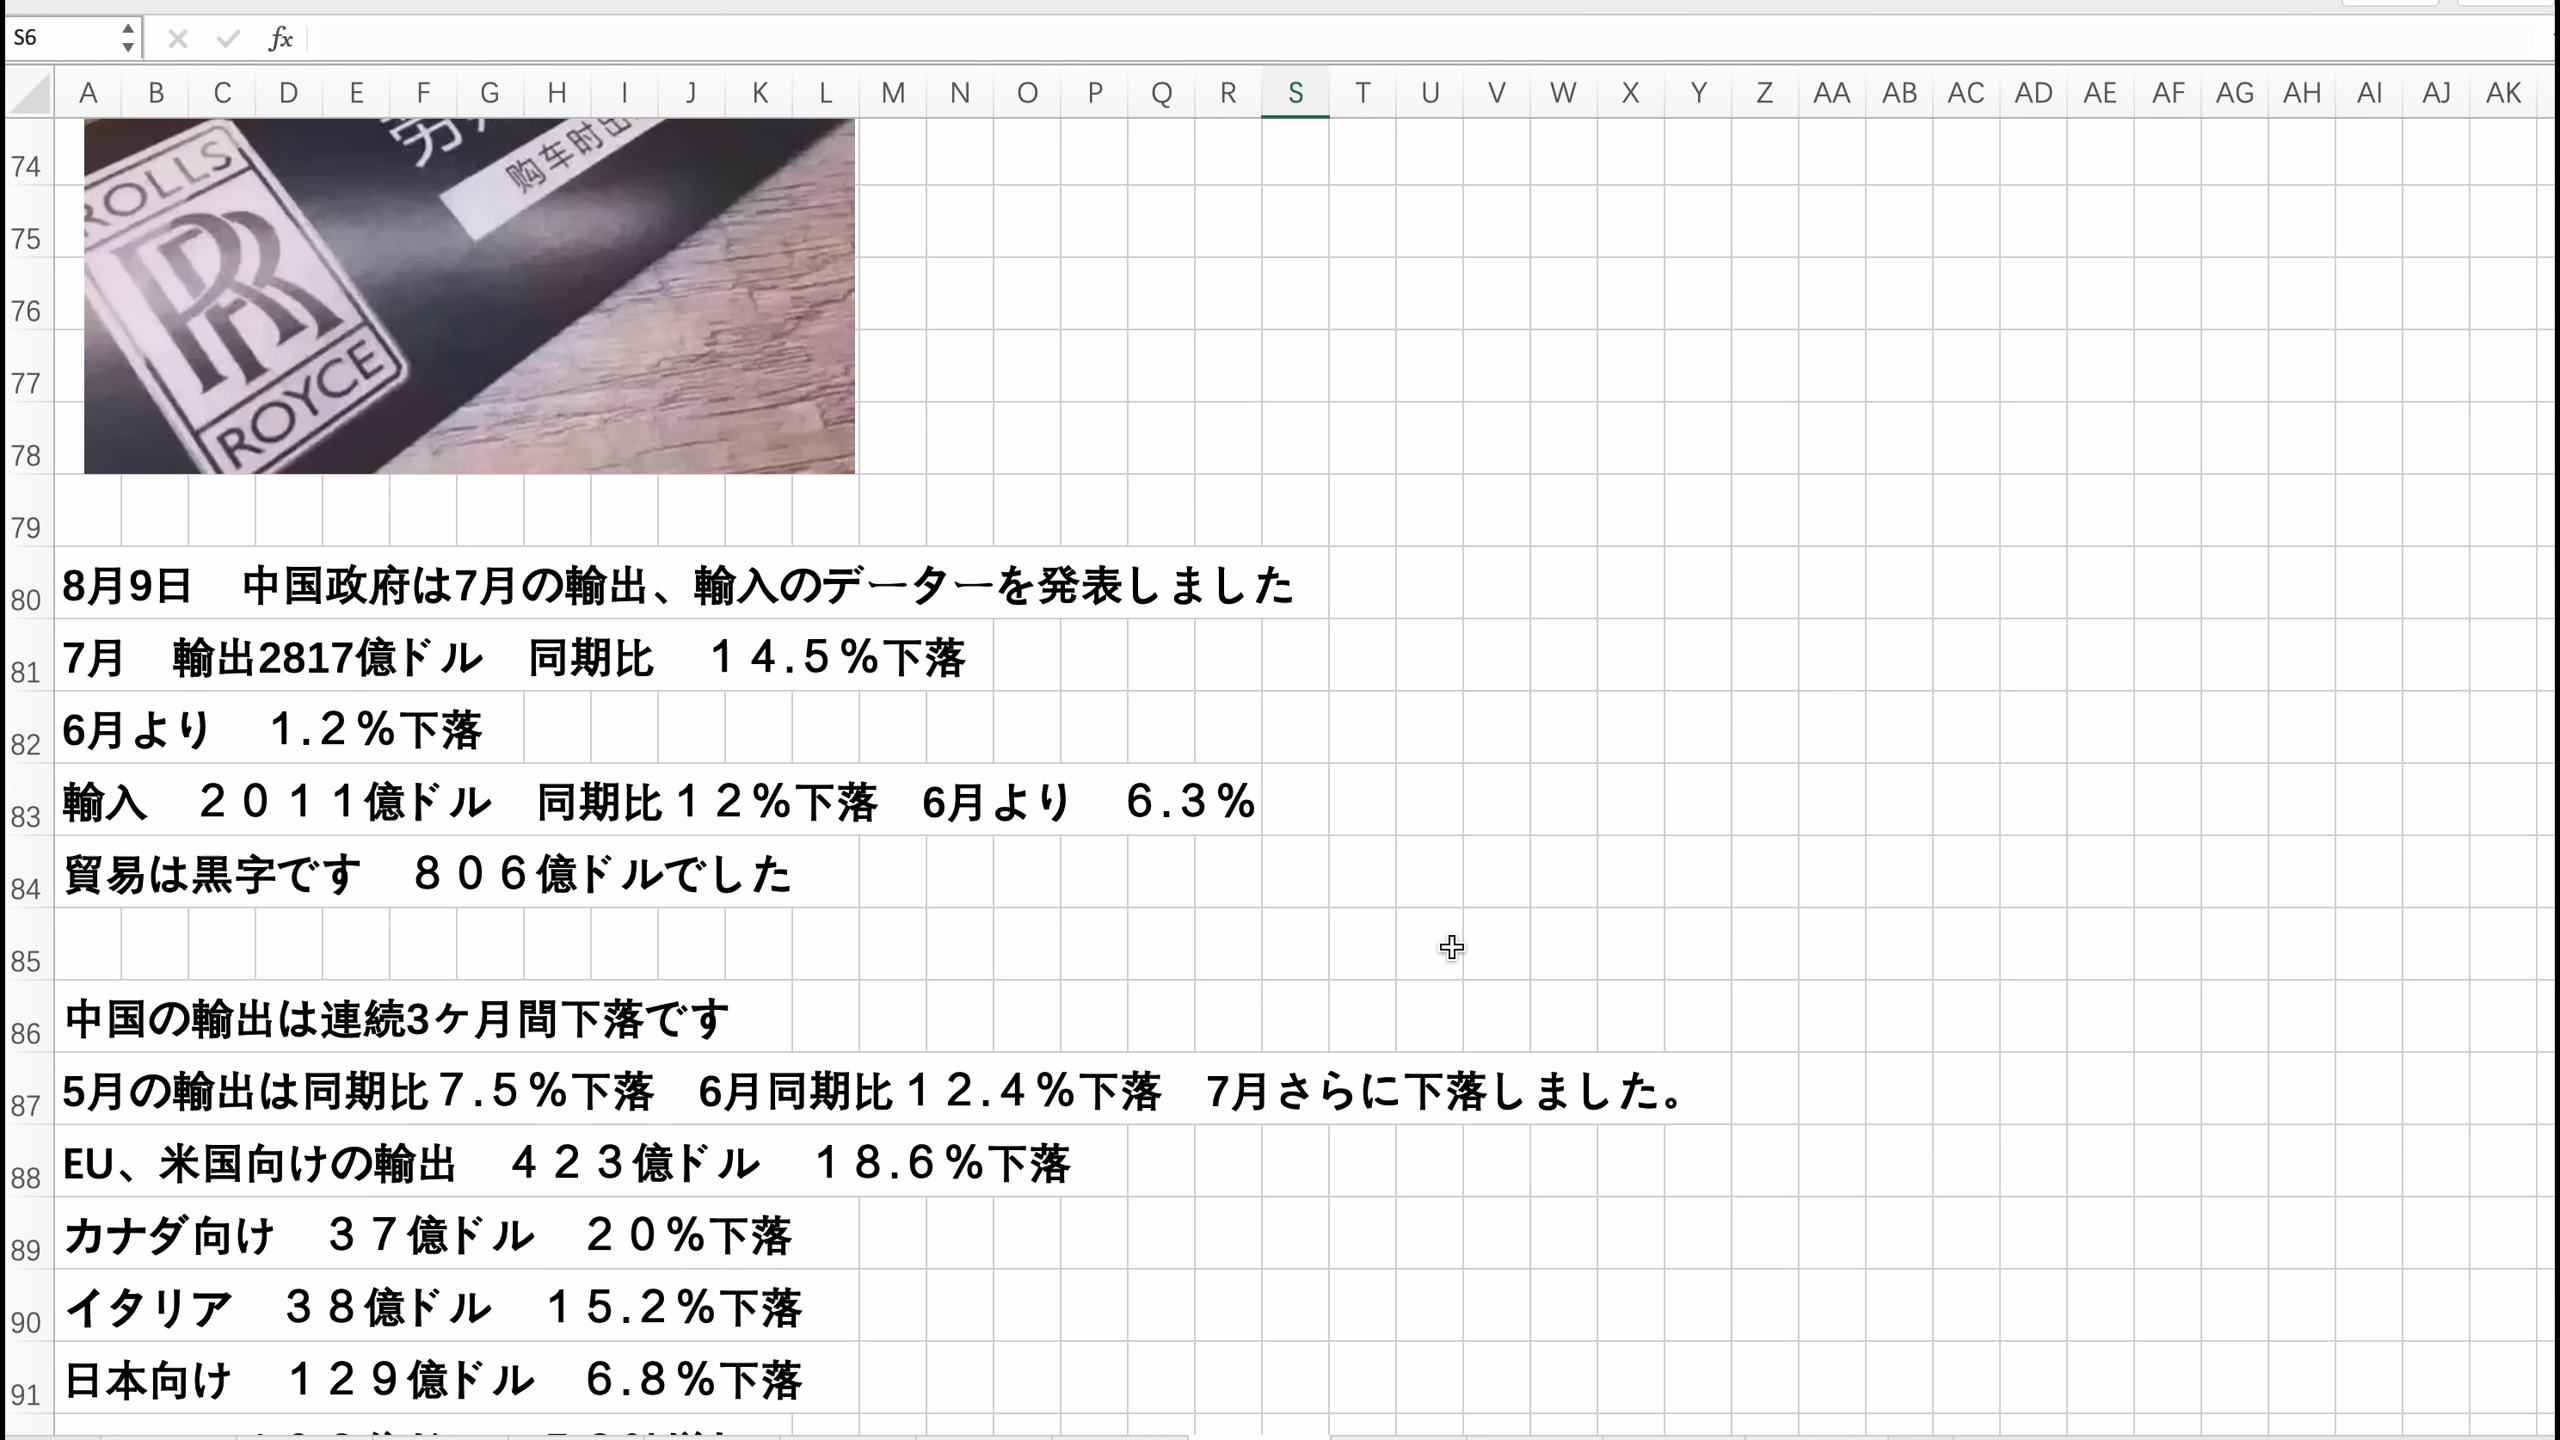 S6
fx
A B C D E F G H I J K L M N O P Q R S T U V W X Y Z AA AB AC AD AE AF AG AH AI AJ AK
ROLLS
RR
ROYCE
劳
购车时出
74
75
76
77
78
79
80 8月9日　中国政府は7月の輸出、輸入のデーターを発表しました
81 7月　輸出2817億ドル　同期比　１４.５％下落
82 6月より　１.２％下落
83 輸入　２０１１億ドル　同期比１２％下落　6月より　６.３％
84 貿易は黒字です　８０６億ドルでした
85
86 中国の輸出は連続3ケ月間下落です
87 5月の輸出は同期比７.５％下落　6月同期比１２.４％下落　7月さらに下落しました。
88 EU、米国向けの輸出　４２３億ドル　１８.６％下落
89 カナダ向け　３７億ドル　２０％下落
90 イタリア　３８億ドル　１５.２％下落
91 日本向け　１２９億ドル　６.８％下落